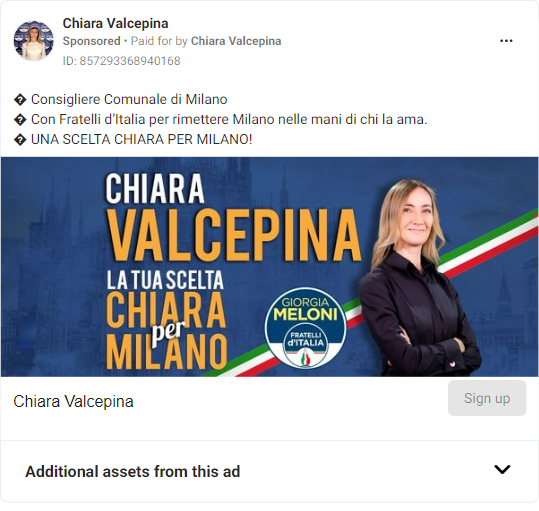 Chiara Valcepina
Sponsored • Paid for by Chiara Valcepina
ID: 857293368940168
� Consigliere Comunale di Milano
� Con Fratelli d'Italia per rimettere Milano nelle mani di chi la ama.
� UNA SCELTA CHIARA PER MILANO!
CHIARA
VALCEPINA
LA TUA SCELTA
CHIARA
per
MILANO
GIORGIA
MELONI
FRATELLI
d'ITALIA
Chiara Valcepina
Sign up
Additional assets from this ad